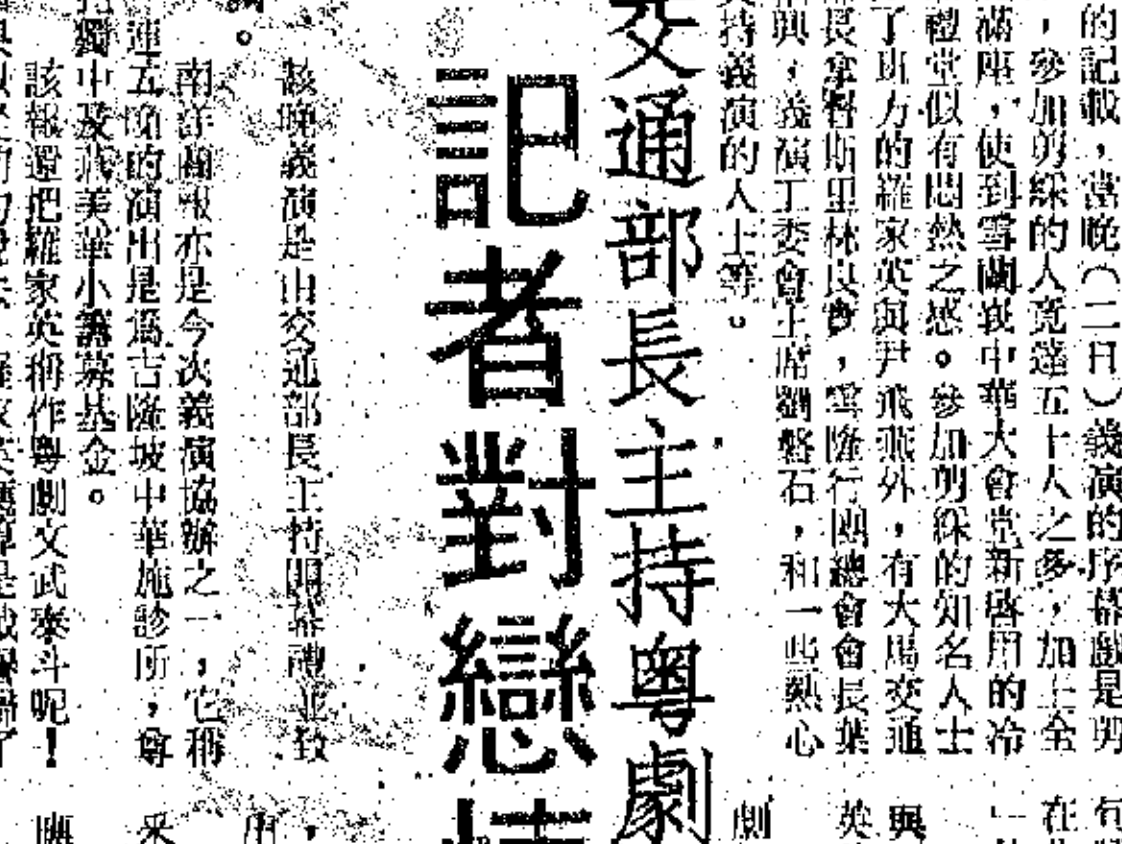 的記載，當晚（二日）義演的序幕戲是剪
，參加剪綵的人竟達五十人之多，加上全
滿座，使到雪蘭莪中華大會堂新啓用的冷
禮堂似有悶熱之感。參加剪綵的知名人士
了班方的羅家英與尹飛飛外，有大馬交通
長拿督斯里林良實，雪隆行團總會會長葉
興，義演工委會主席劉磐石，和一些熱心
持義演的人士等。
交通部長主持粵劇
記者對戀
該晚義演是由交通部長主持開幕禮並致
南洋商報亦是今次義演協辦之一，它稱
連五晚的演出是爲吉隆坡中華施診所，尊
獨中及燕美華小籌募基金。
該報還把羅家英稱作粵劇文武泰斗呢！
在
英
與
劇